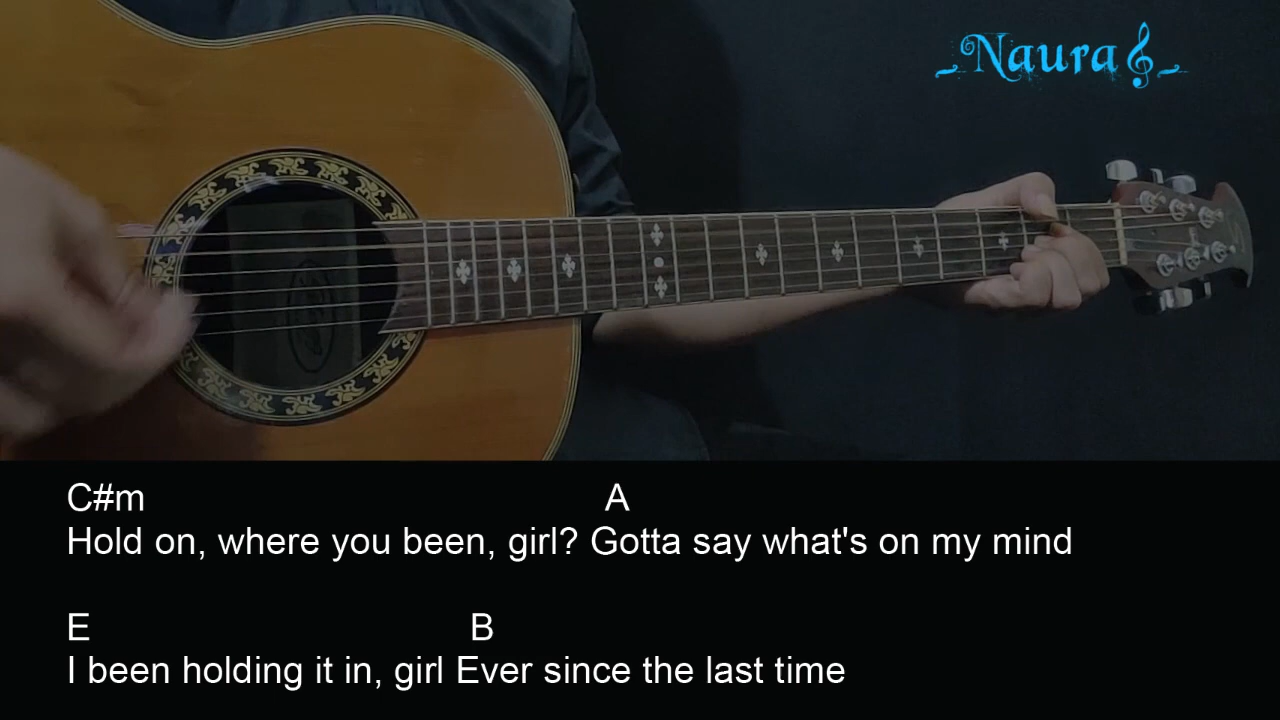 Naura
C#m A
Hold on, where you been, girl? Gotta say what's on my mind
E B
I been holding it in, girl Ever since the last time